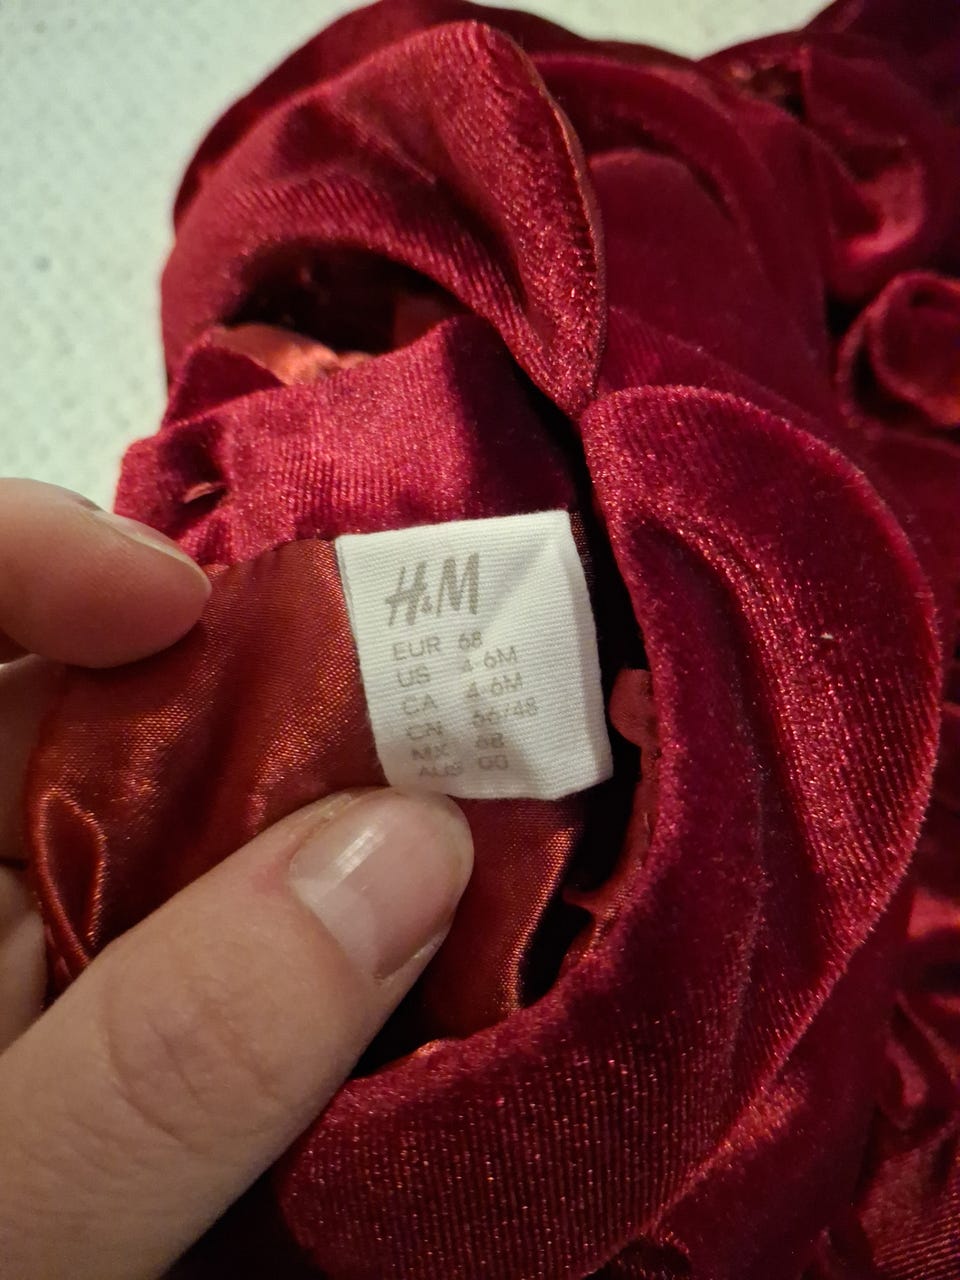 H&M
EUR 68
US 4-6M
CA 4-6M
CN 66/48
MX 68
AUS 00